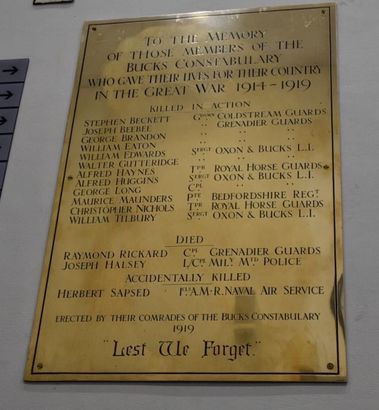 TO THE MEMORY
OF THOSE MEMBERS OF THE
BUCKS CONSTABULARY
WHO GAVE THEIR LIVES FOR THEIR COUNTRY
IN THE GREAT WAR 1914-1919
KILLED IN ACTION
STEPHEN BECKETT GDSMN COLDSTREAM GUARDS
JOSEPH BEEBEE " GRENADIER GUARDS
GEORGE BRANDON " " "
WILLIAM EATON " " "
WILLIAM EDWARDS SERGT OXON & BUCKS L.I.
WALTER GUTTERIDGE " " "
ALFRED HAYNES TPR ROYAL HORSE GUARDS
ALFRED HUGGINS SERGT OXON & BUCKS L.I.
GEORGE LONG CPL " "
MAURICE MAUNDERS PTE BEDFORDSHIRE REGT
CHRISTOPHER NICHOLS TPR ROYAL HORSE GUARDS
WILLIAM TILBURY SERGT OXON & BUCKS L.I.
DIED
RAYMOND RICKARD CPL GRENADIER GUARDS
JOSEPH HALSEY L/CPL MILY MTD POLICE
ACCIDENTALLY KILLED
HERBERT SAPSED A.M. R. NAVAL AIR SERVICE
ERECTED BY THEIR COMRADES OF THE BUCKS CONSTABULARY
1919
"Lest We Forget."